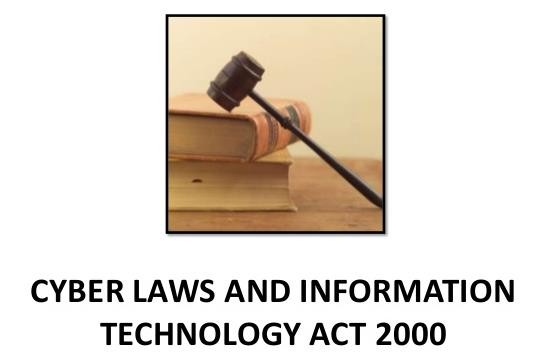 CYBER LAWS AND INFORMATION
TECHNOLOGY ACT 2000